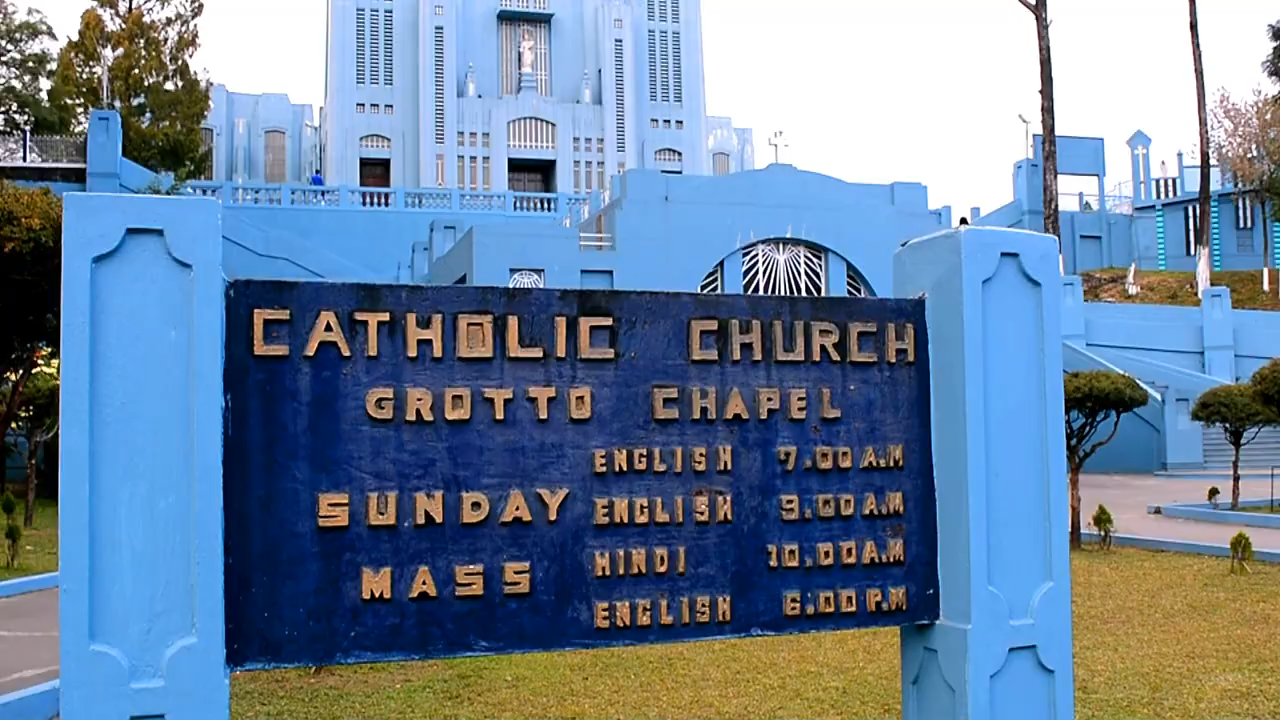 CATHOLIC CHURCH
GROTTO CHAPEL
SUNDAY MASS
ENGLISH 7.00 A.M
ENGLISH 9.00 A.M
HINDI 10.00 A.M
ENGLISH 6.00 P.M